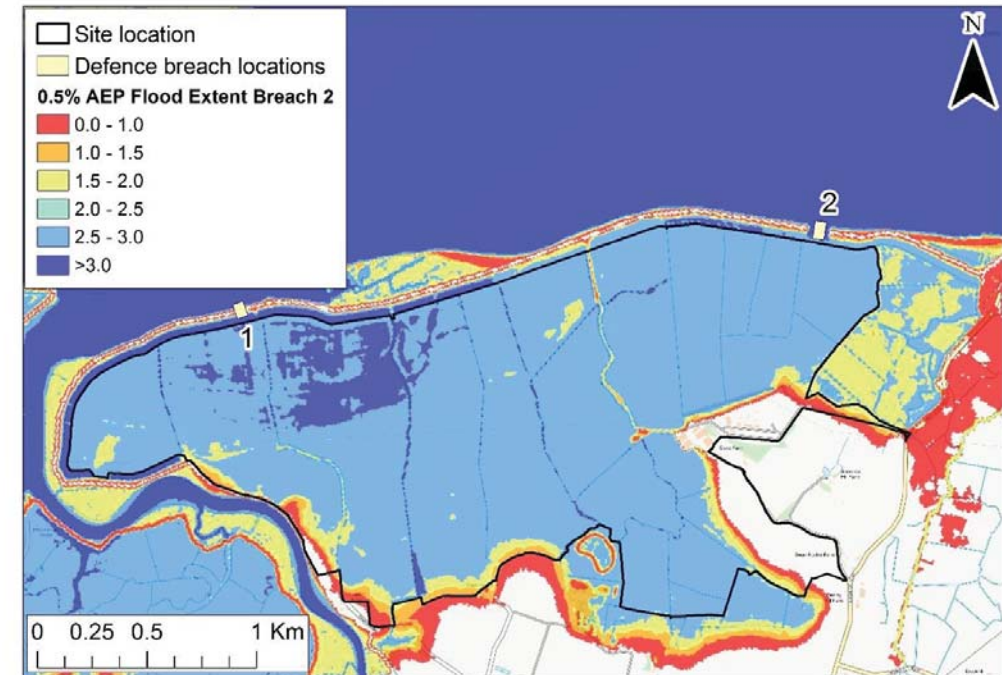 Site location
Defence breach locations
0.5% AEP Flood Extent Breach 2
0.0 - 1.0
1.0 - 1.5
1.5 - 2.0
2.0 - 2.5
2.5 - 3.0
>3.0
N
2
1
0 0.25 0.5 1 Km